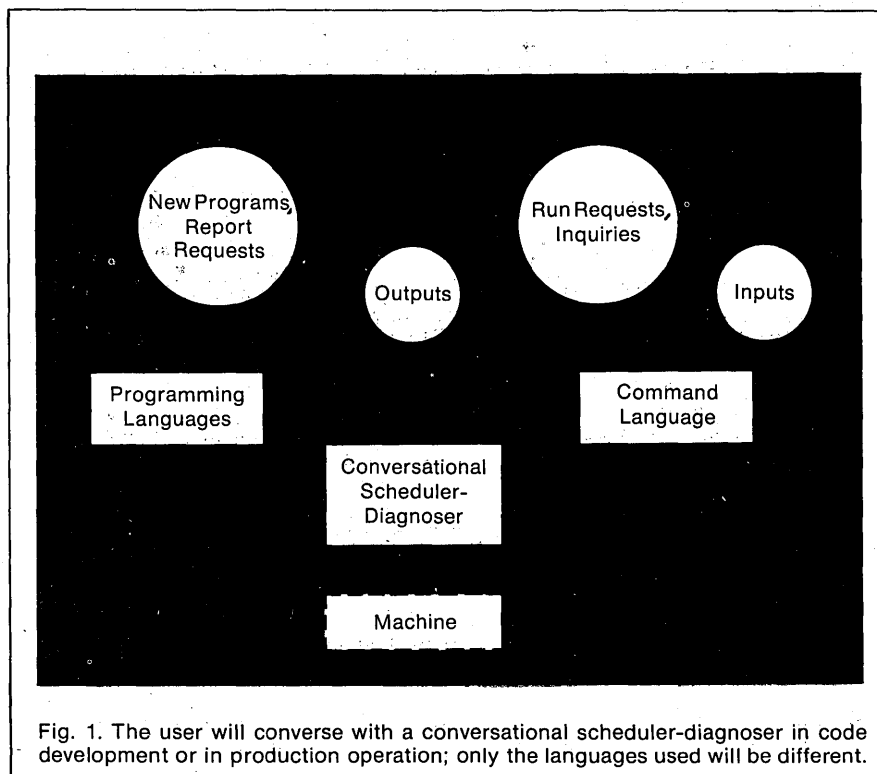 New Programs,
Report
Requests
Run Requests,
Inquiries
Outputs
Inputs
Programming
Languages
Command
Language
Conversational
Scheduler-
Diagnoser
Machine
Fig. 1. The user will converse with a conversational scheduler-diagnoser in code
development or in production operation; only the languages used will be different.